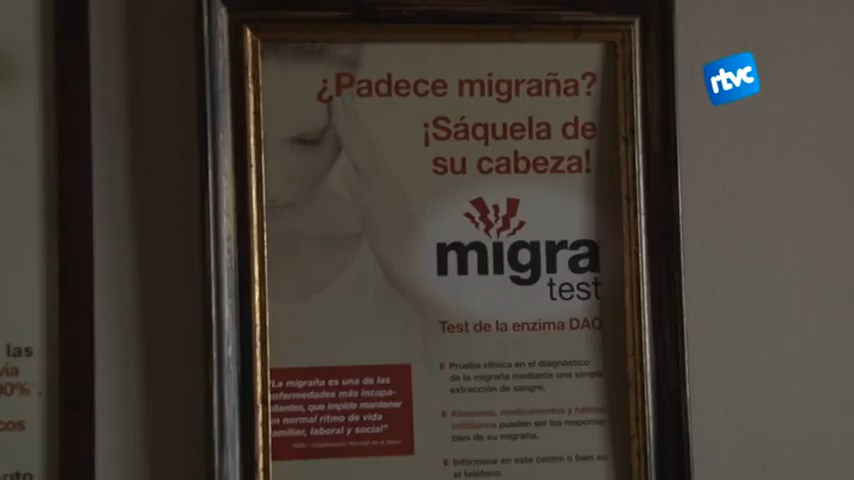 rtvc
¿Padece migraña?
¡Sáquela de
su cabeza!
migra
test
Test de la enzima DAO
Prueba clínica en el diagnóstico
de la migraña mediante una simple
extracción de sangre.
Alimentos, medicamentos y hábitos
cotidianos pueden ser los responsa-
bles de su migraña.
Infórmese en este centro o bien en
el teléfono
"La migraña es una de las
enfermedades más incapa-
citantes, que impide mantener
un normal ritmo de vida
familiar, laboral y social"
las
via
cos